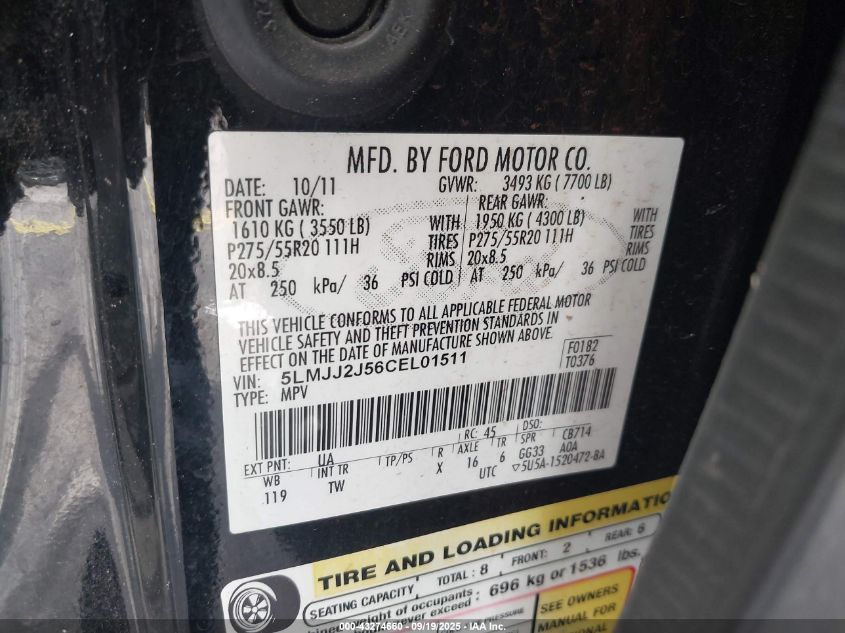 MFD. BY FORD MOTOR CO.
DATE: 10/11 GVWR: 3493 KG ( 7700 LB)
FRONT GAWR: REAR GAWR:
1610 KG ( 3550 LB) WITH 1950 KG ( 4300 LB) WITH
P275/55R20 111H TIRES P275/55R20 111H TIRES
20x8.5 RIMS 20x8.5 RIMS
AT 250 kPa/ 36 PSI COLD AT 250 kPa/ 36 PSI COLD
THIS VEHICLE CONFORMS TO ALL APPLICABLE FEDERAL MOTOR
VEHICLE SAFETY AND THEFT PREVENTION STANDARDS IN
EFFECT ON THE DATE OF MANUFACTURE SHOWN ABOVE.
VIN: 5LMJJ2J56CEL01511 F0182
TYPE: MPV T0376
EXT PNT: UA RC: 45 DSO:
WB INT TR TP/PS R AXLE TR SPR CB714
119 TW X 16 6 GG33 A0A
UTC ▽5U5A-1520472-BA
TIRE AND LOADING INFORMATIO
SEATING CAPACITY TOTAL: 8 FRONT: 2 REAR: 6
weight of occupants
exceed: 696 kg or 1536 lbs.
PRESSURE SEE OWNERS
MANUAL FOR
www.43274660 - 09/19/2025 - IAA Inc.